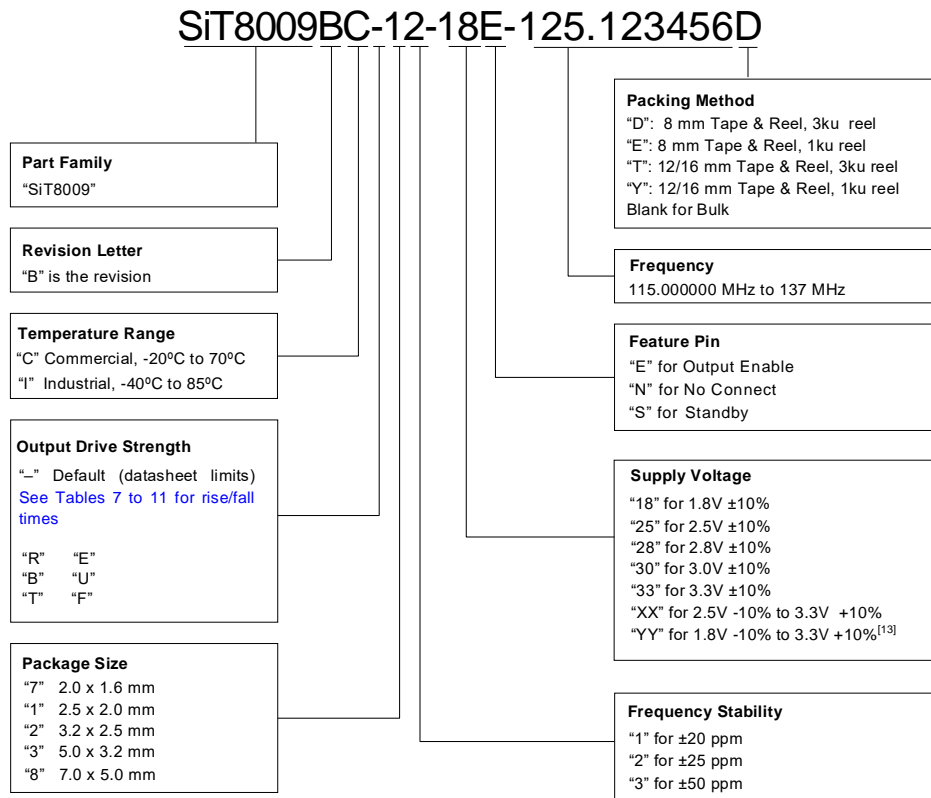 SiT8009BC-12-18E-125.123456D
Part Family
“SiT8009”
Revision Letter
“B” is the revision
Temperature Range
“C” Commercial, -20ºC to 70ºC
“I” Industrial, -40ºC to 85ºC
Output Drive Strength
“–” Default (datasheet limits)
See Tables 7 to 11 for rise/fall
times
“R” “E”
“B” “U”
“T” “F”
Package Size
“7” 2.0 x 1.6 mm
“1” 2.5 x 2.0 mm
“2” 3.2 x 2.5 mm
“3” 5.0 x 3.2 mm
“8” 7.0 x 5.0 mm
Packing Method
“D”: 8 mm Tape & Reel, 3ku reel
“E”: 8 mm Tape & Reel, 1ku reel
“T”: 12/16 mm Tape & Reel, 3ku reel
“Y”: 12/16 mm Tape & Reel, 1ku reel
Blank for Bulk
Frequency
115.000000 MHz to 137 MHz
Feature Pin
“E” for Output Enable
“N” for No Connect
“S” for Standby
Supply Voltage
“18” for 1.8V ±10%
“25” for 2.5V ±10%
“28” for 2.8V ±10%
“30” for 3.0V ±10%
“33” for 3.3V ±10%
“XX” for 2.5V -10% to 3.3V +10%
“YY” for 1.8V -10% to 3.3V +10%[13]
Frequency Stability
“1” for ±20 ppm
“2” for ±25 ppm
“3” for ±50 ppm